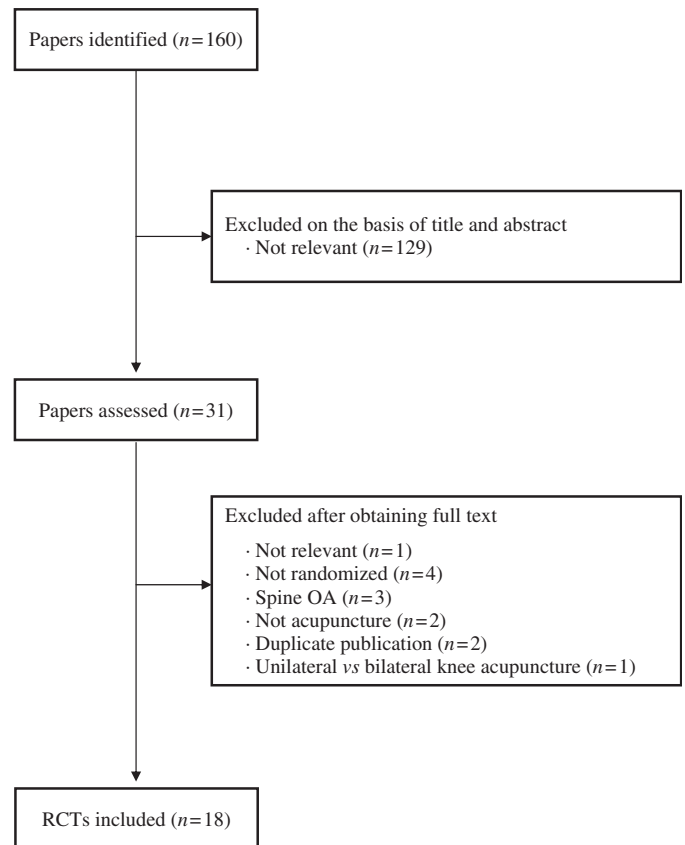 Papers identified (n=160)
Excluded on the basis of title and abstract
· Not relevant (n=129)
Papers assessed (n=31)
Excluded after obtaining full text
· Not relevant (n=1)
· Not randomized (n=4)
· Spine OA (n=3)
· Not acupuncture (n=2)
· Duplicate publication (n=2)
· Unilateral vs bilateral knee acupuncture (n=1)
RCTs included (n=18)